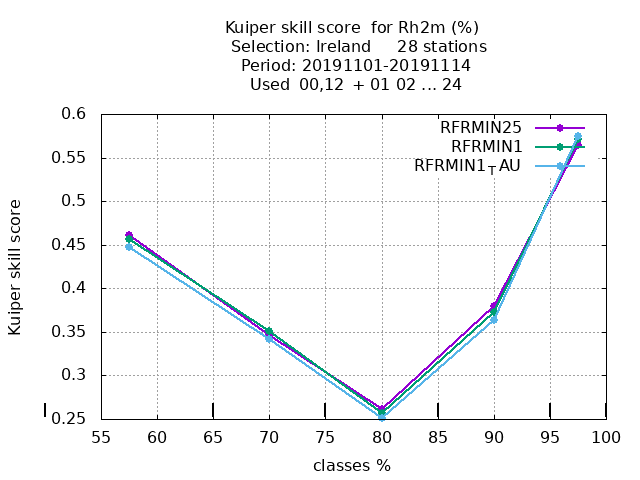 Kuiper skill score for Rh2m (%)
Selection: Ireland 28 stations
Period: 20191101-20191114
Used 00,12 + 01 02 ... 24
0.6
0.55
0.5
0.45
0.4
0.35
0.3
0.25
Kuiper skill score
RFRMIN25
RFRMIN1
RFRMIN1_TAU
55 60 65 70 75 80 85 90 95 100
classes %